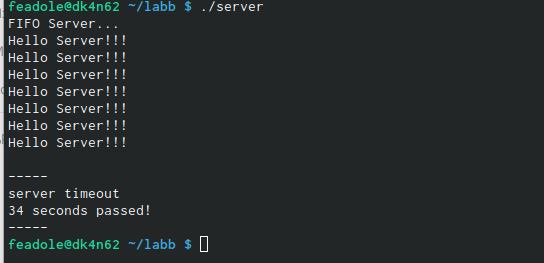 feadole@dk4n62 ~/labb $ ./server
FIFO Server...
Hello Server!!!
Hello Server!!!
Hello Server!!!
Hello Server!!!
Hello Server!!!
Hello Server!!!
Hello Server!!!
-----
server timeout
34 seconds passed!
-----
feadole@dk4n62 ~/labb $